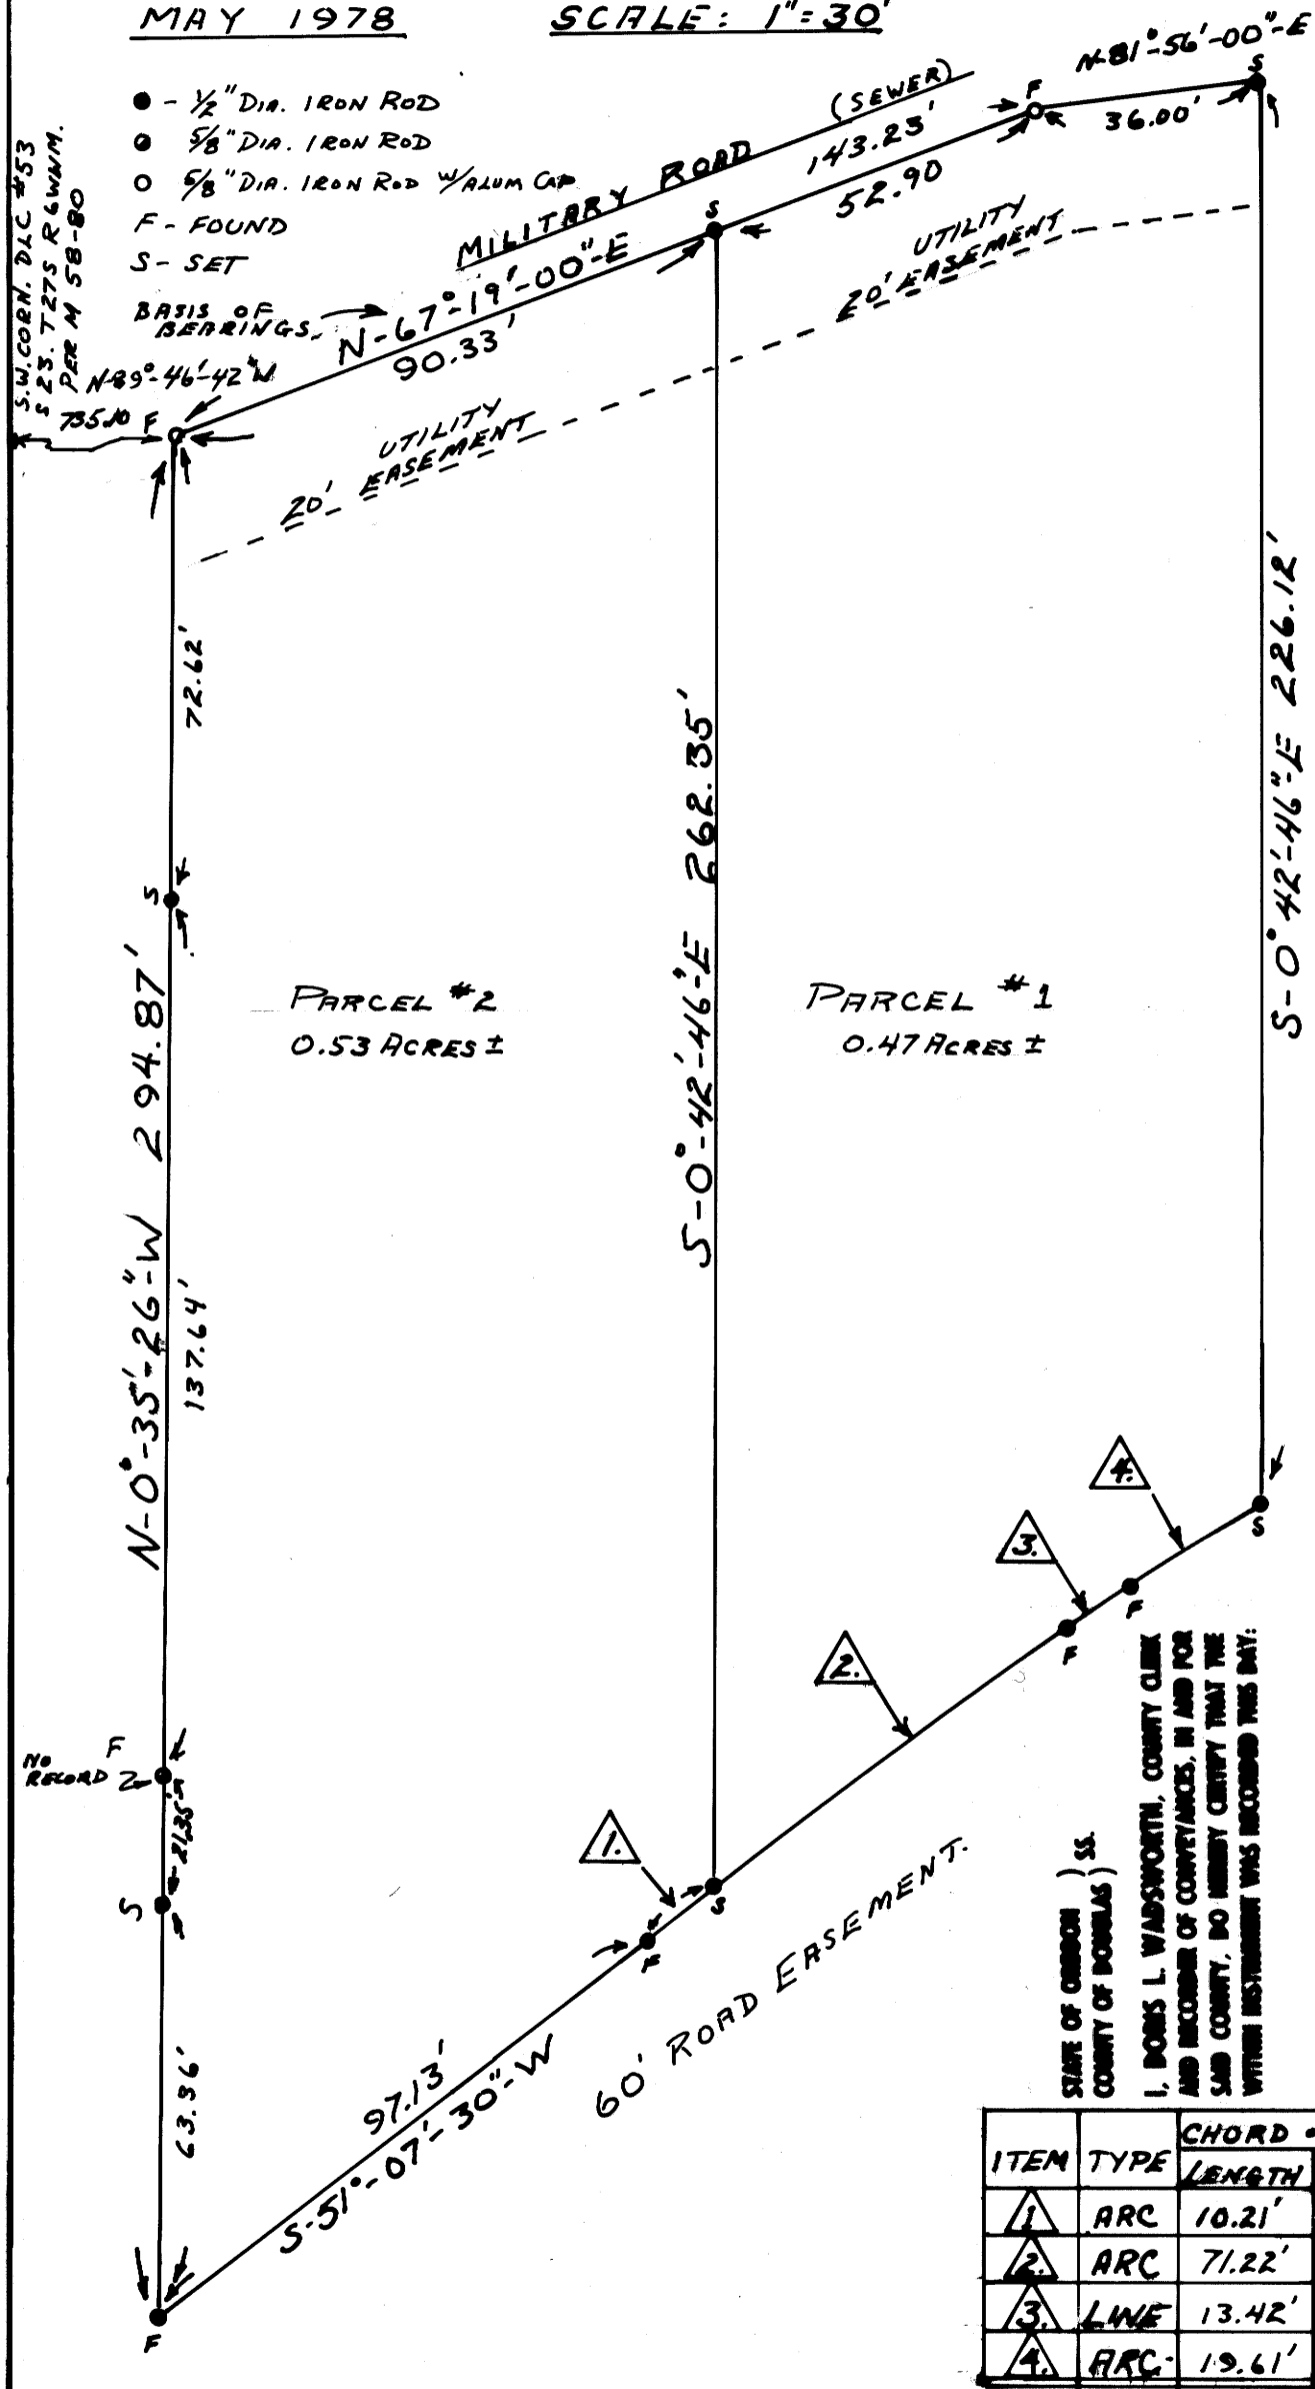 MAY 1978
SCALE: 1"=30'
● - 1/2" DIA. IRON ROD
5/8" DIA. IRON ROD
○ 5/8" DIA. IRON ROD W/ALUM CAP
F - FOUND
S - SET
BASIS OF
BEARINGS.
S.W. CORN. DLC #53
S 23. T27S R6WWM.
PER M 58-80
N-89°-46'-42"W
735.10
F
MILITARY ROAD
(SEWER)
N-67°-19'-00"-E
90.33'
S
143.23'
52.90
F
N-81°-56'-00"-E
36.00'
S
UTILITY
20' EASEMENT
UTILITY
20' EASEMENT
72.62'
S
N-0°-35'-26"-W 294.87'
137.64'
PARCEL #2
0.53 ACRES ±
S-0°-42'-46"-E 262.35'
PARCEL #1
0.47 ACRES ±
S-0°42'-46"-E 226.12'
4.
S
3.
F
F
2.
NO
RECORD
F
2
21.35'
S
1.
S
F
63.36'
97.13'
S-51°-07'-30"-W
F
60' ROAD EASEMENT.
STATE OF OREGON )
COUNTY OF DOUGLAS ) SS.
I, DORIS L. WADSWORTH, COUNTY CLERK
AND RECORDER OF CONVEYANCES, IN AND FOR
SAID COUNTY, DO HEREBY CERTIFY THAT THE
WITHIN INSTRUMENT WAS RECORDED THIS DAY:
ITEM TYPE CHORD
LENGTH
1 ARC 10.21'
2. ARC 71.22'
3. LINE 13.42'
4. ARC 19.61'